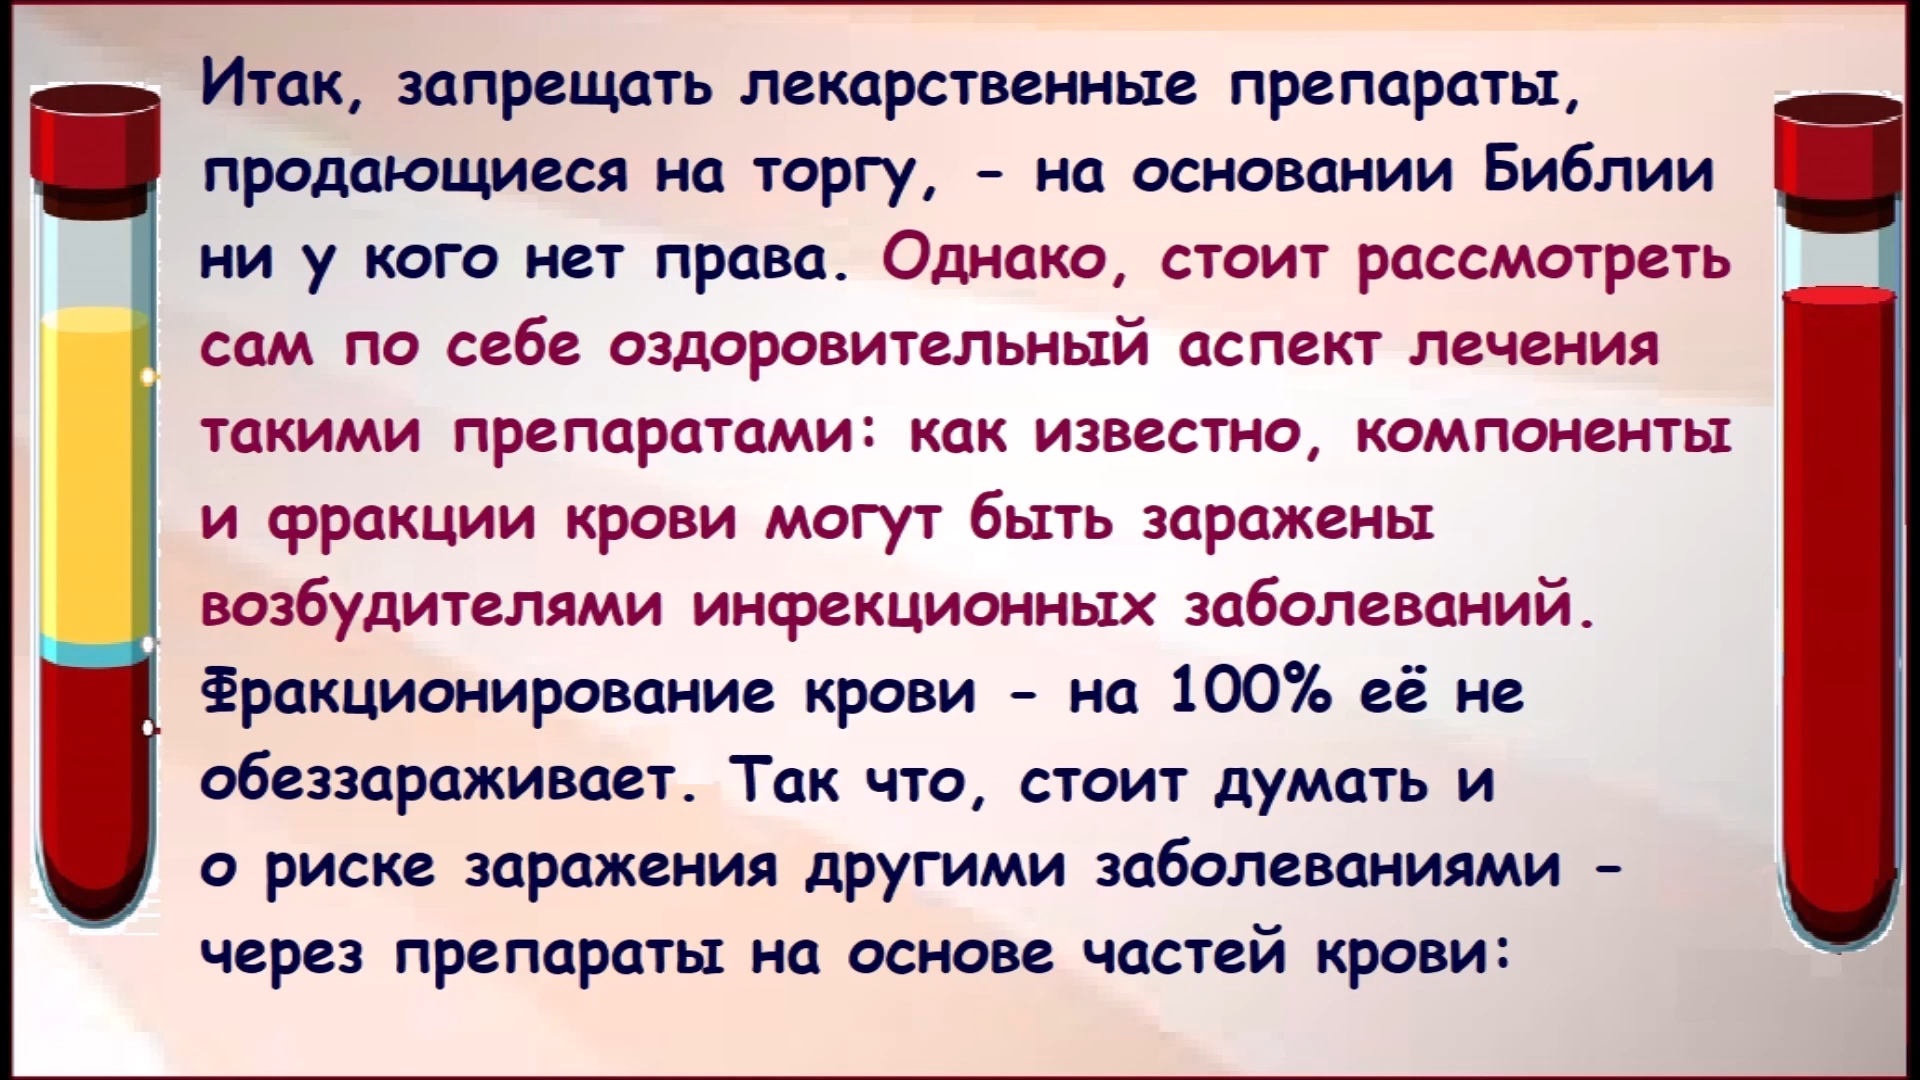 Итак, запрещать лекарственные препараты,
продающиеся на торгу, - на основании Библии
ни у кого нет права. Однако, стоит рассмотреть
сам по себе оздоровительный аспект лечения
такими препаратами: как известно, компоненты
и фракции крови могут быть заражены
возбудителями инфекционных заболеваний.
Фракционирование крови - на 100% её не
обеззараживает. Так что, стоит думать и
о риске заражения другими заболеваниями -
через препараты на основе частей крови: